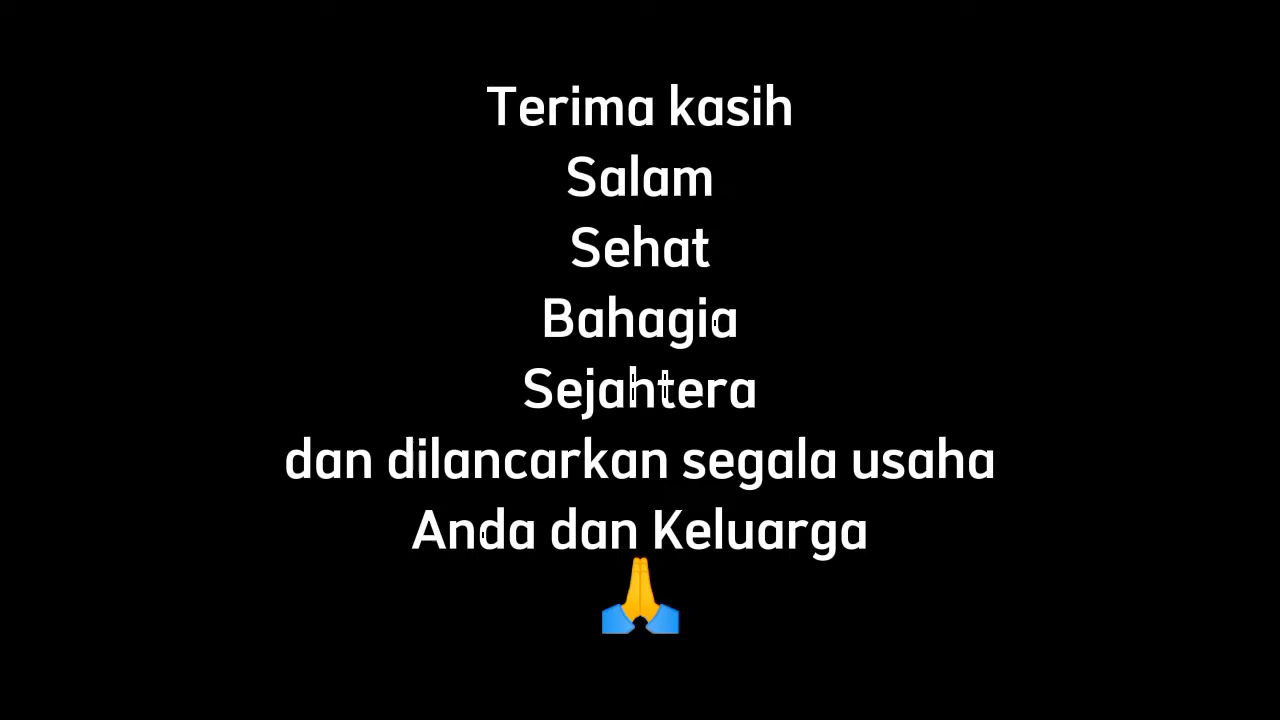 Terima kasih
Salam
Sehat
Bahagia
Sejahtera
dan dilancarkan segala usaha
Anda dan Keluarga
🙏